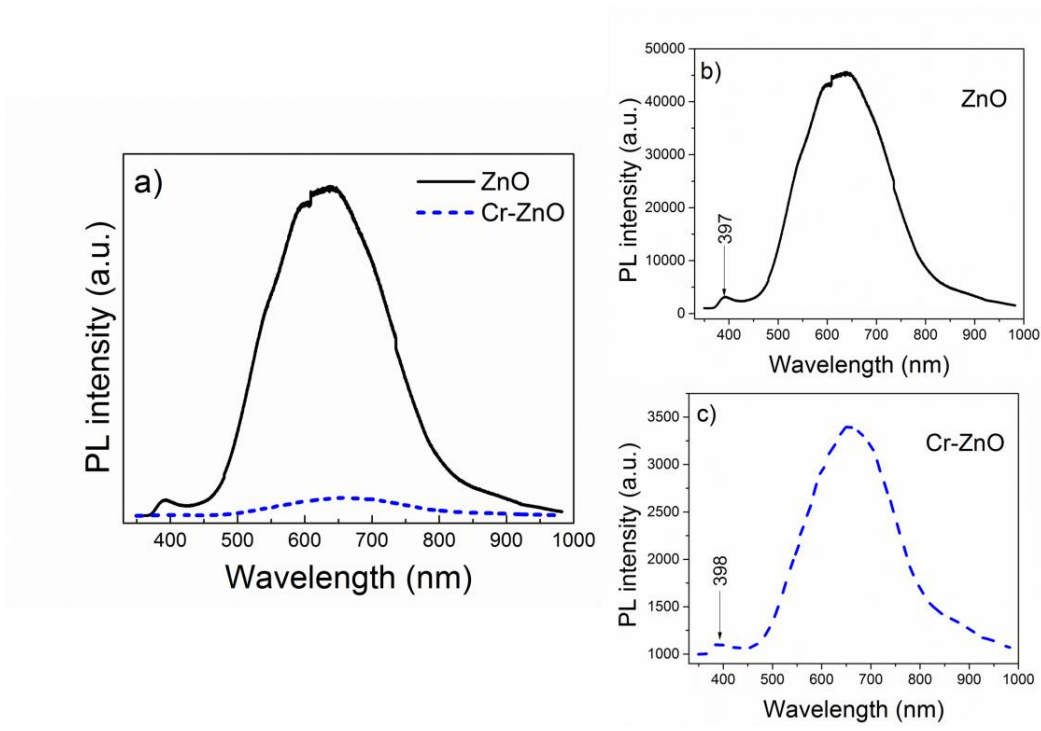 a)
ZnO
Cr-ZnO
PL intensity (a.u.)
400 500 600 700 800 900 1000
Wavelength (nm)
b)
ZnO
397
PL intensity (a.u.)
50000
40000
30000
20000
10000
0
400 500 600 700 800 900 1000
Wavelength (nm)
c)
Cr-ZnO
398
PL intensity (a.u.)
3500
3000
2500
2000
1500
1000
400 500 600 700 800 900 1000
Wavelength (nm)